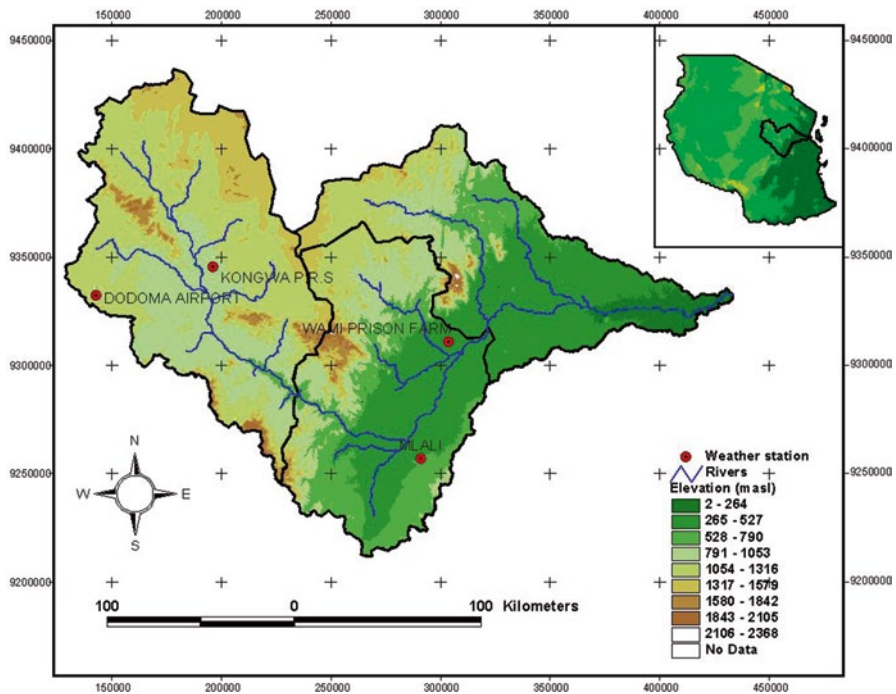 150000 200000 250000 300000 350000 400000 450000
9450000 9450000
9400000 9400000
9350000 9350000
KONGWA P.R.S
DODOMA AIRPORT
WAMI PRISON FARM
9300000 9300000
MLALI
9250000 9250000
N
W E
S
9200000 9200000
100 0 100 Kilometers
Weather station
Rivers
Elevation (masl)
2 - 264
265 - 527
528 - 790
791 - 1053
1054 - 1316
1317 - 1579
1580 - 1842
1843 - 2105
2106 - 2368
No Data
150000 200000 250000 300000 350000 400000 450000